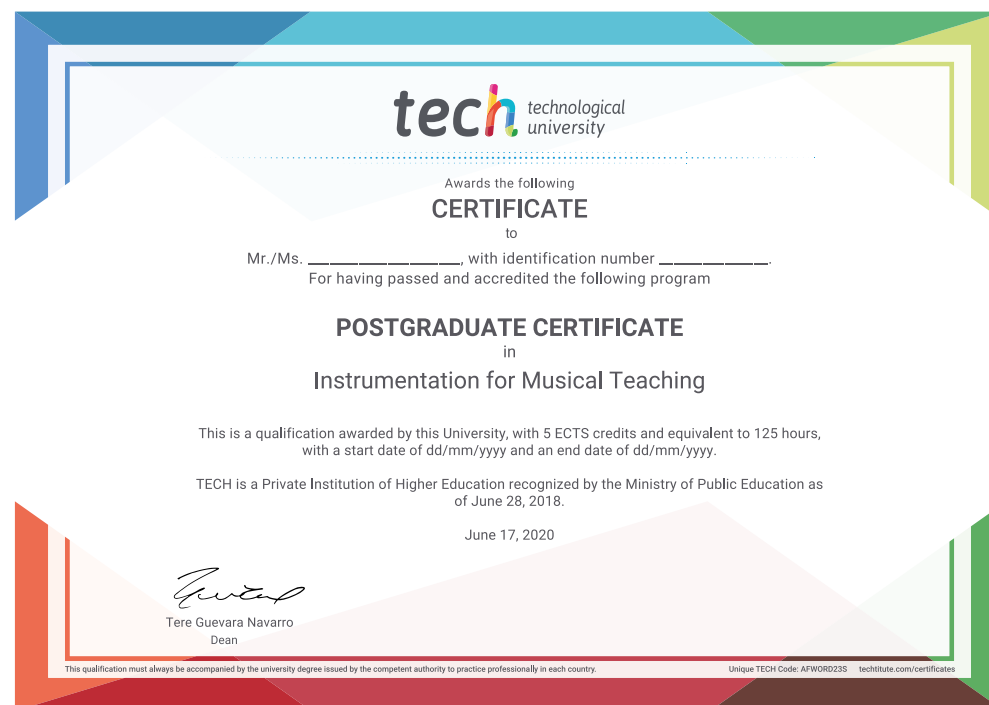 tech technological
university
Awards the following
CERTIFICATE
to
Mr./Ms. ____________________, with identification number ______________.
For having passed and accredited the following program
POSTGRADUATE CERTIFICATE
in
Instrumentation for Musical Teaching
This is a qualification awarded by this University, with 5 ECTS credits and equivalent to 125 hours,
with a start date of dd/mm/yyyy and an end date of dd/mm/yyyy.
TECH is a Private Institution of Higher Education recognized by the Ministry of Public Education as
of June 28, 2018.
June 17, 2020
Tere Guevara Navarro
Dean
This qualification must always be accompanied by the university degree issued by the competent authority to practice professionally in each country.
Unique TECH Code: AFWORD23S techtitute.com/certificates